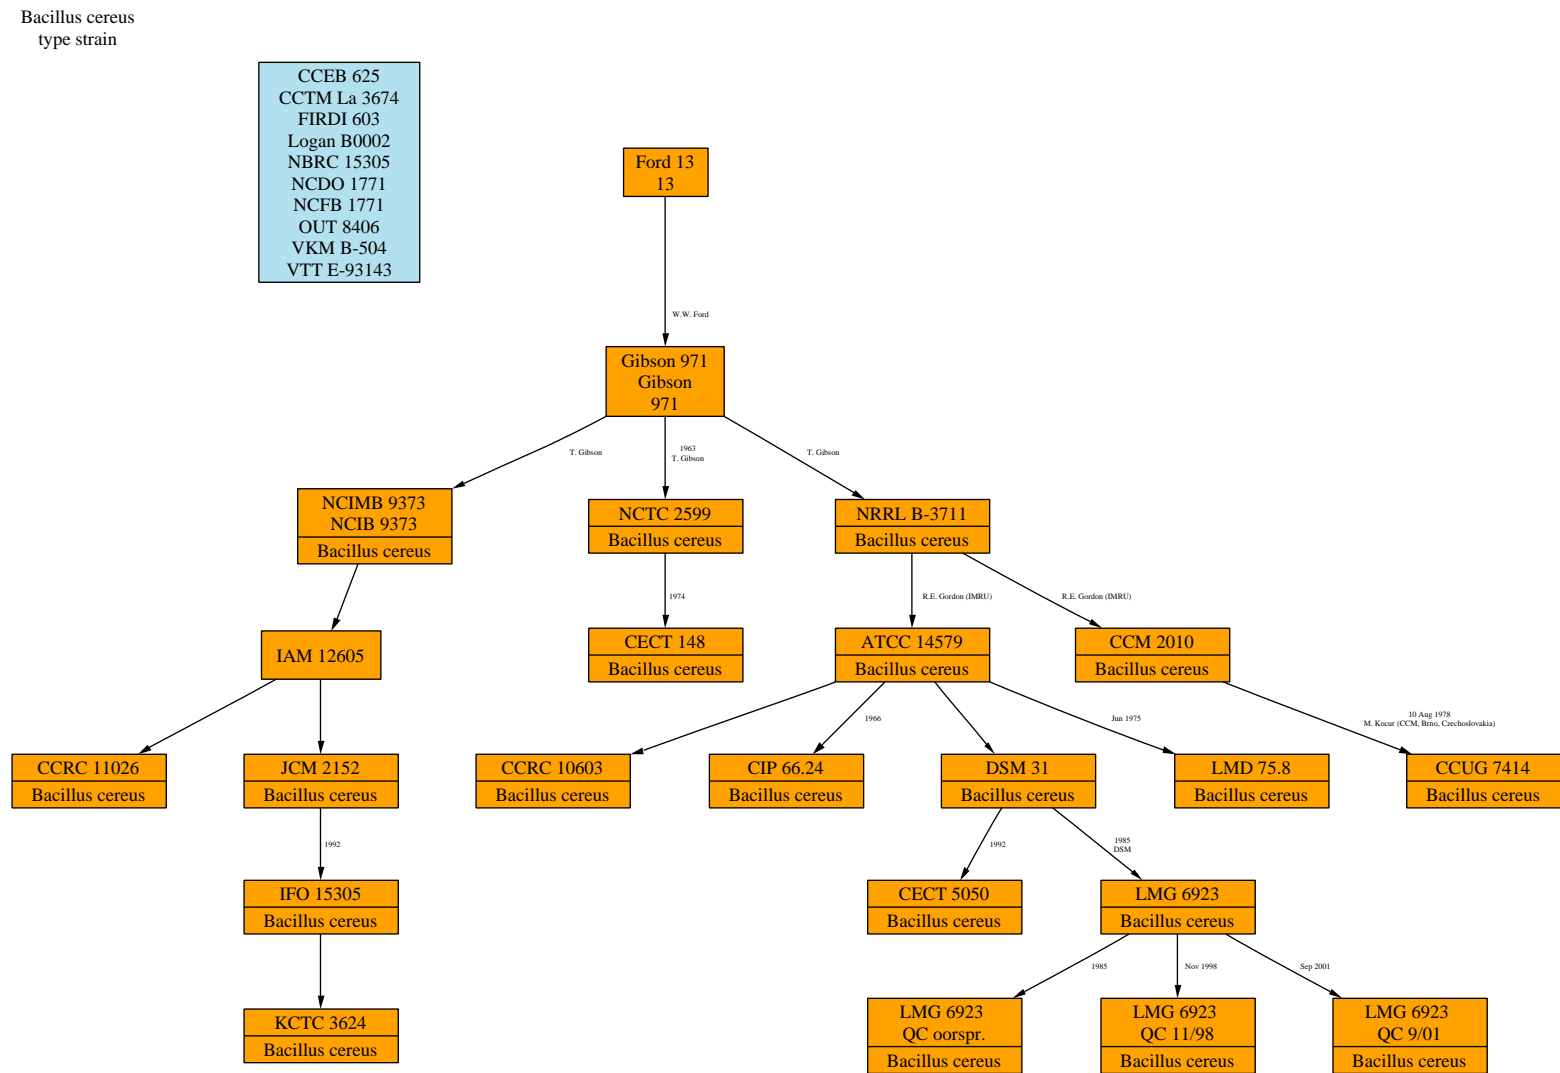 Bacillus cereus
type strain
CCEB 625
CCTM La 3674
FIRDI 603
Logan B0002
NBRC 15305
NCDO 1771
NCFB 1771
OUT 8406
VKM B-504
VTT E-93143
Ford 13
13
W.W. Ford
Gibson 971
Gibson
971
T. Gibson
1963
T. Gibson
T. Gibson
NCIMB 9373
NCIB 9373
Bacillus cereus
NCTC 2599
Bacillus cereus
NRRL B-3711
Bacillus cereus
1974
R.E. Gordon (IMRU)
R.E. Gordon (IMRU)
IAM 12605
CECT 148
Bacillus cereus
ATCC 14579
Bacillus cereus
CCM 2010
Bacillus cereus
1966
Jun 1975
10 Aug 1978
M. Kocur (CCM, Brno, Czechoslovakia)
CCRC 11026
Bacillus cereus
JCM 2152
Bacillus cereus
CCRC 10603
Bacillus cereus
CIP 66.24
Bacillus cereus
DSM 31
Bacillus cereus
LMD 75.8
Bacillus cereus
CCUG 7414
Bacillus cereus
1992
1992
1985
DSM
IFO 15305
Bacillus cereus
CECT 5050
Bacillus cereus
LMG 6923
Bacillus cereus
1985
Nov 1998
Sep 2001
KCTC 3624
Bacillus cereus
LMG 6923
QC oorspr.
Bacillus cereus
LMG 6923
QC 11/98
Bacillus cereus
LMG 6923
QC 9/01
Bacillus cereus